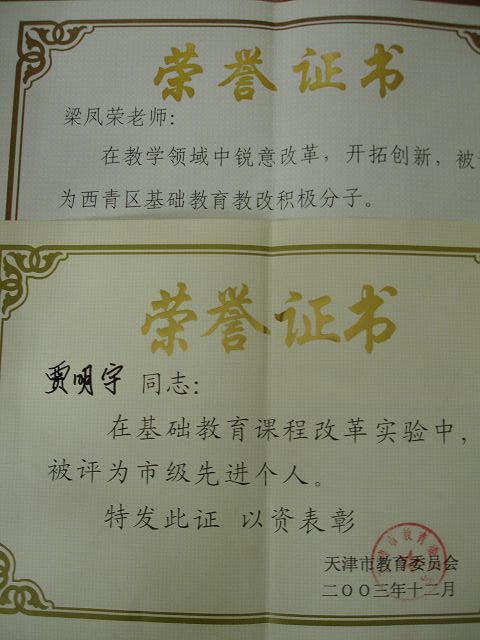 荣誉证书
梁凤荣老师：
在教学领域中锐意改革，开拓创新，被
为西青区基础教育教改积极分子。
荣誉证书
贾明宇 同志：
在基础教育课程改革实验中，
被评为市级先进个人。
特发此证 以资表彰
天津市教育委员会
二〇〇三年十二月